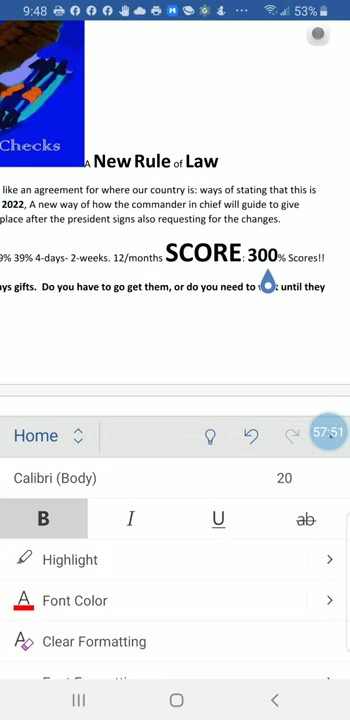 9:48 53%
Checks
A New Rule of Law
like an agreement for where our country is: ways of stating that this is
2022, A new way of how the commander in chief will guide to give
place after the president signs also requesting for the changes.
9% 39% 4-days- 2-weeks. 12/months SCORE: 300% Scores!!
ys gifts. Do you have to go get them, or do you need to until they
Home 57:51
Calibri (Body) 20
B I U ab
Highlight
A Font Color
A Clear Formatting